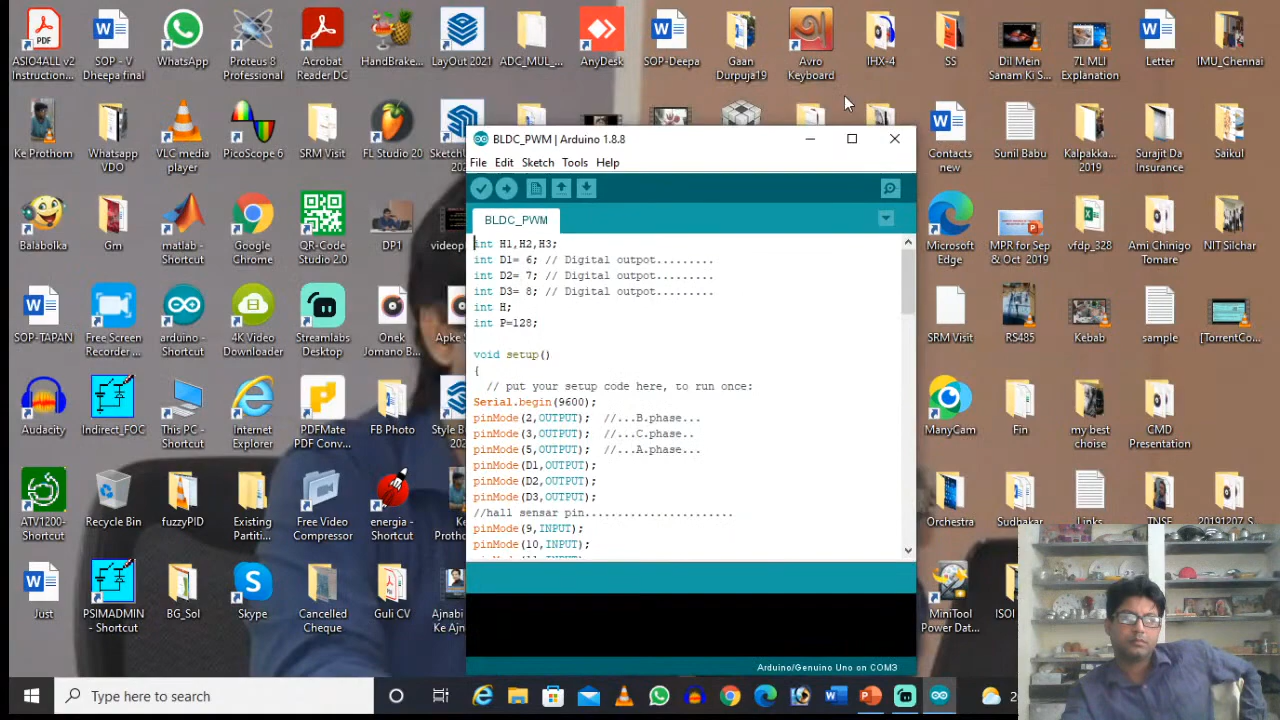 ASIO4ALL v2 Instruction...
SOP - V Dheepa final
WhatsApp
Proteus 8 Professional
Acrobat Reader DC
HandBrake...
LayOut 2021
ADC_MUL_...
AnyDesk
SOP-Deepa
Gaan Durpuja19
Avro Keyboard
IHX-4
SS
Dil Mein Sanam Ki S...
7L MLI Explanation
Letter
IMU_Chennai
Ke Prothom
Whatsapp VDO
VLC media player
PicoScope 6
SRM Visit
FL Studio 20
Contacts new
Sunil Babu
Kalpakka... 2019
Surajit Da Insurance
Saikul
BLDC_PWM | Arduino 1.8.8
File Edit Sketch Tools Help
BLDC_PWM
int H1,H2,H3;
int D1= 6; // Digital outpot.........
int D2= 7; // Digital outpot.........
int D3= 8; // Digital outpot.........
int H;
int P=128;
void setup()
{
// put your setup code here, to run once:
Serial.begin(9600);
pinMode(2,OUTPUT); //...B.phase...
pinMode(3,OUTPUT); //...C.phase..
pinMode(5,OUTPUT); //...A.phase...
pinMode(D1,OUTPUT);
pinMode(D2,OUTPUT);
pinMode(D3,OUTPUT);
//hall sensar pin.......................
pinMode(9,INPUT);
pinMode(10,INPUT);
Arduino/Genuino Uno on COM3
Balabolka
Gm
matlab - Shortcut
Google Chrome
QR-Code Studio 2.0
DP1
Microsoft Edge
MPR for Sep & Oct 2019
vfdp_328
Ami Chinigo Tomare
NIT Silchar
SOP-TAPAN
Free Screen Recorder ...
arduino - Shortcut
4K Video Downloader
Streamlabs Desktop
Onek Jomano B...
SRM Visit
RS485
Kebab
sample
[TorrentCo...
Audacity
Indirect_FOC
This PC - Shortcut
Internet Explorer
PDFMate PDF Conv...
FB Photo
ManyCam
Fin
my best choise
CMD Presentation
ATV1200- Shortcut
Recycle Bin
fuzzyPID
Existing Partiti...
Free Video Compressor
energia - Shortcut
Orchestra
Sudhakar
Links
TNSE
20191207_S...
Just
PSIMADMIN - Shortcut
BG_Sol
Skype
Cancelled Cheque
Guli CV
Ajnabi Ke Ajn
MiniTool Power Dat...
Type here to search